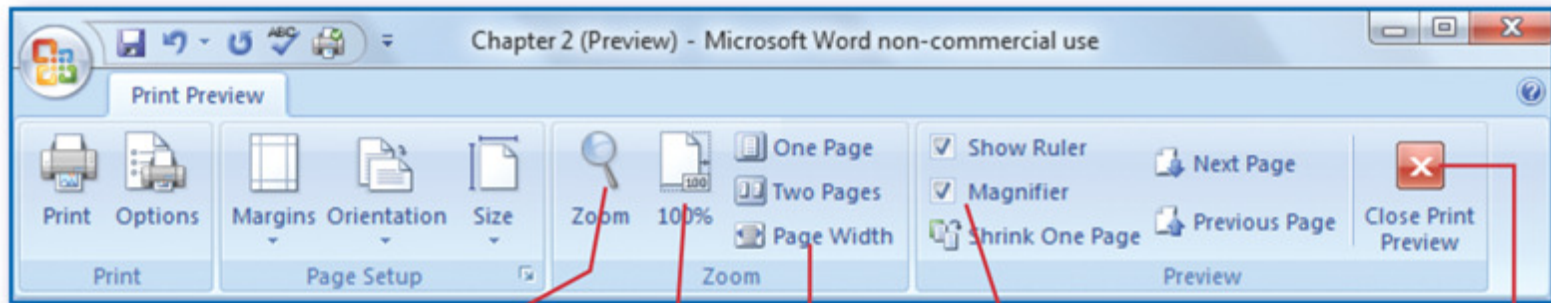 ABC
Chapter 2 (Preview) - Microsoft Word non-commercial use
Print Preview
Print
Options
Margins
Orientation
Size
Zoom
100
100%
One Page
Two Pages
Page Width
Show Ruler
Magnifier
Shrink One Page
Next Page
Previous Page
Close Print
Preview
Print
Page Setup
Zoom
Preview